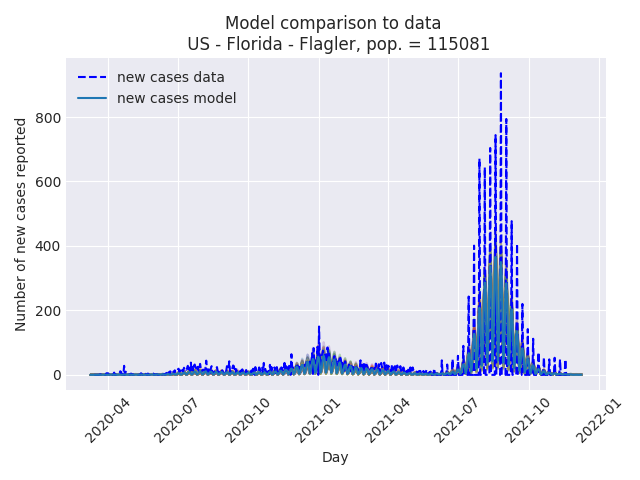 Model comparison to data
US - Florida - Flagler, pop. = 115081
new cases data
new cases model
Number of new cases reported
800
600
400
200
0
2020-04
2020-07
2020-10
2021-01
2021-04
2021-07
2021-10
2022-01
Day